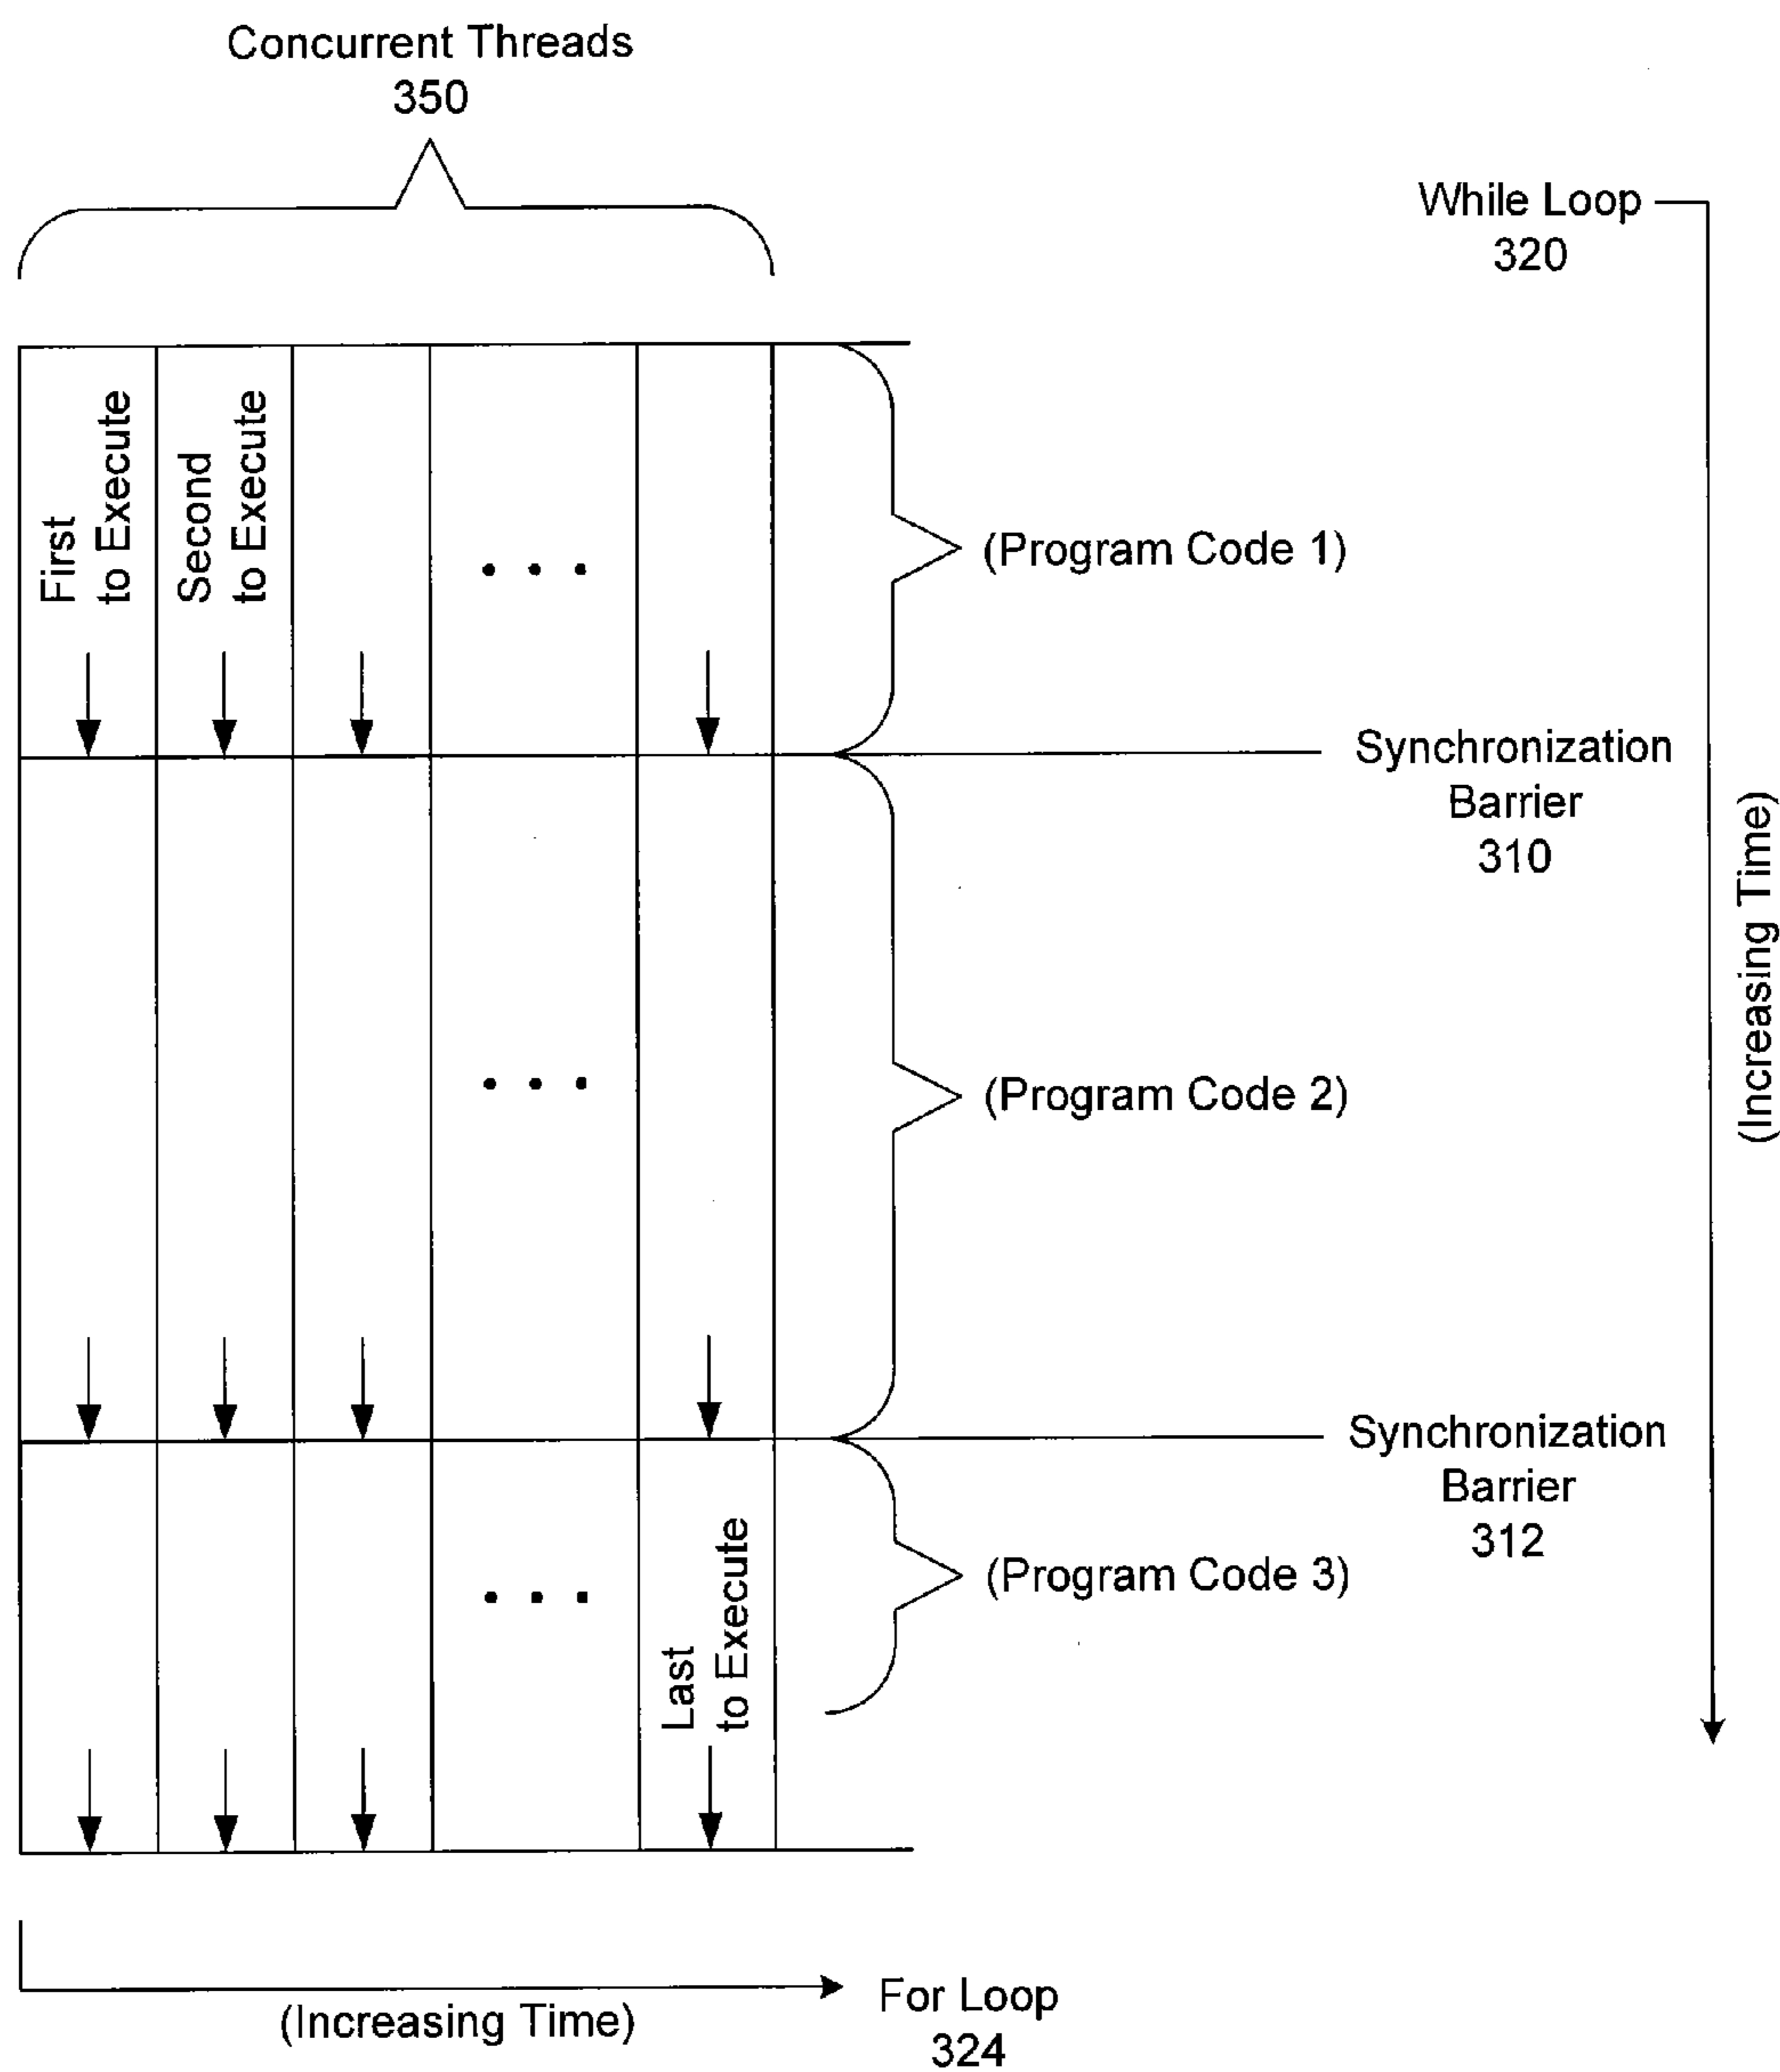 Concurrent Threads
350
While Loop
320
First
to Execute
Second
to Execute
. . .
(Program Code 1)
Synchronization
Barrier
310
(Increasing Time)
. . .
(Program Code 2)
Synchronization
Barrier
312
. . .
Last
to Execute
(Program Code 3)
(Increasing Time)
For Loop
324